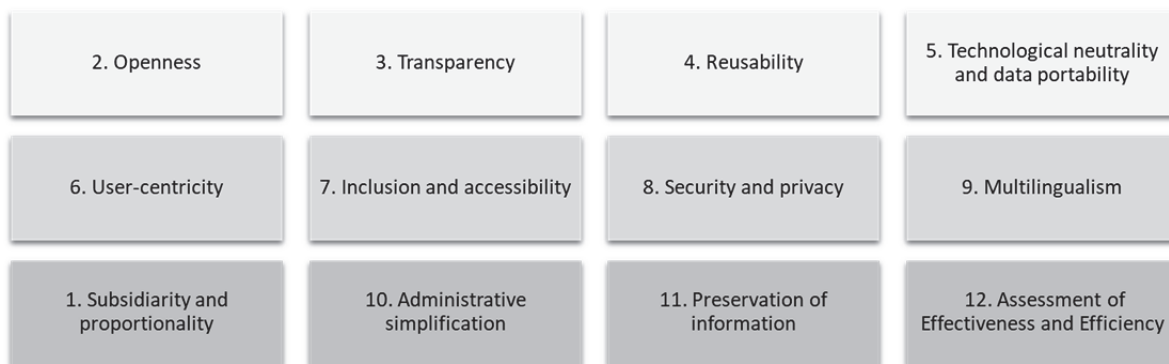 2. Openness
3. Transparency
4. Reusability
5. Technological neutrality
and data portability
6. User-centricity
7. Inclusion and accessibility
8. Security and privacy
9. Multilingualism
1. Subsidiarity and
proportionality
10. Administrative
simplification
11. Preservation of
information
12. Assessment of
Effectiveness and Efficiency